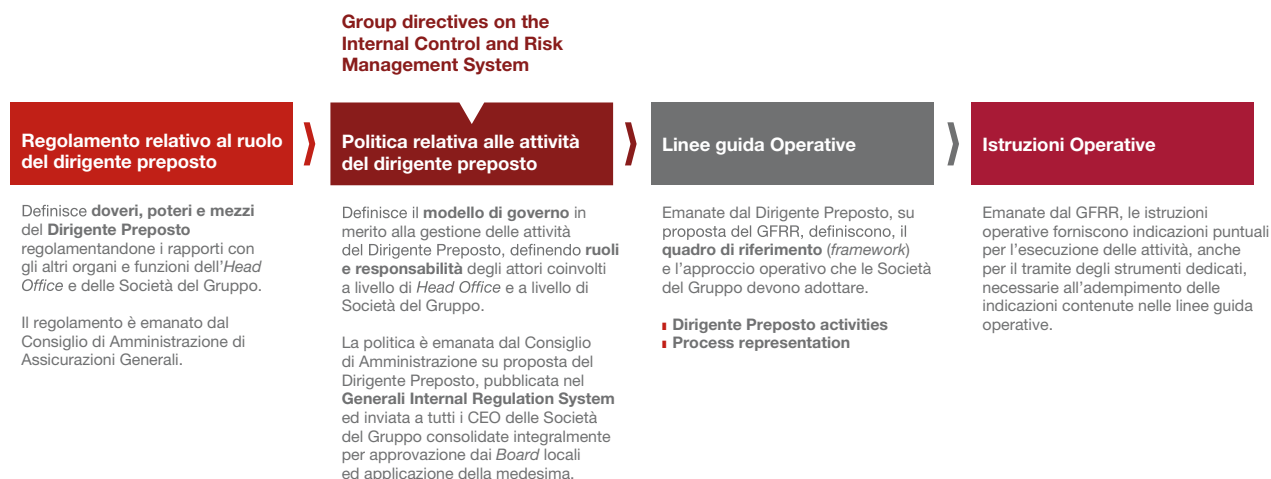 Group directives on the
Internal Control and Risk
Management System
Regolamento relativo al ruolo
del dirigente preposto
Definisce doveri, poteri e mezzi
del Dirigente Preposto
regolamentandone i rapporti con
gli altri organi e funzioni dell'Head
Office e delle Società del Gruppo.
Il regolamento è emanato dal
Consiglio di Amministrazione di
Assicurazioni Generali.
Politica relativa alle attività
del dirigente preposto
Definisce il modello di governo in
merito alla gestione delle attività
del Dirigente Preposto, definendo ruoli
e responsabilità degli attori coinvolti
a livello di Head Office e a livello di
Società del Gruppo.
La politica è emanata dal Consiglio
di Amministrazione su proposta del
Dirigente Preposto, pubblicata nel
Generali Internal Regulation System
ed inviata a tutti i CEO delle Società
del Gruppo consolidate integralmente
per approvazione dai Board locali
ed applicazione della medesima.
Linee guida Operative
Emanate dal Dirigente Preposto, su
proposta del GFRR, definiscono, il
quadro di riferimento (framework)
e l'approccio operativo che le Società
del Gruppo devono adottare.
Dirigente Preposto activities
Process representation
Istruzioni Operative
Emanate dal GFRR, le istruzioni
operative forniscono indicazioni puntuali
per l'esecuzione delle attività, anche
per il tramite degli strumenti dedicati,
necessarie all'adempimento delle
indicazioni contenute nelle linee guida
operative.